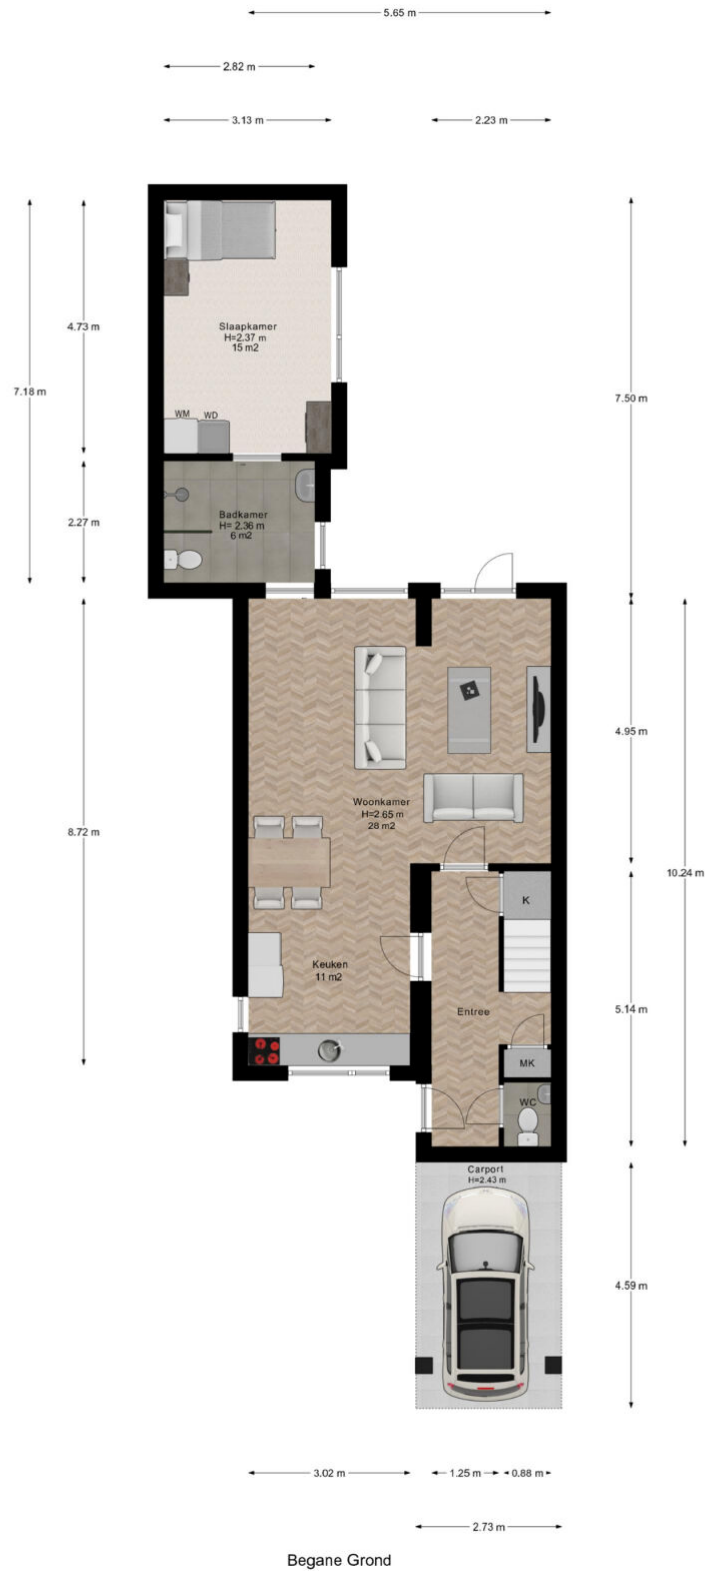 5.65 m
2.82 m
3.13 m
2.23 m
4.73 m
7.18 m
7.50 m
Slaapkamer
H=2.37 m
15 m2
WM
WD
2.27 m
Badkamer
H= 2.36 m
6 m2
4.95 m
8.72 m
10.24 m
Woonkamer
H=2.65 m
28 m2
K
Keuken
11 m2
Entree
5.14 m
MK
WC
Carport
H=2.43 m
4.59 m
3.02 m
1.25 m
0.88 m
2.73 m
Begane Grond